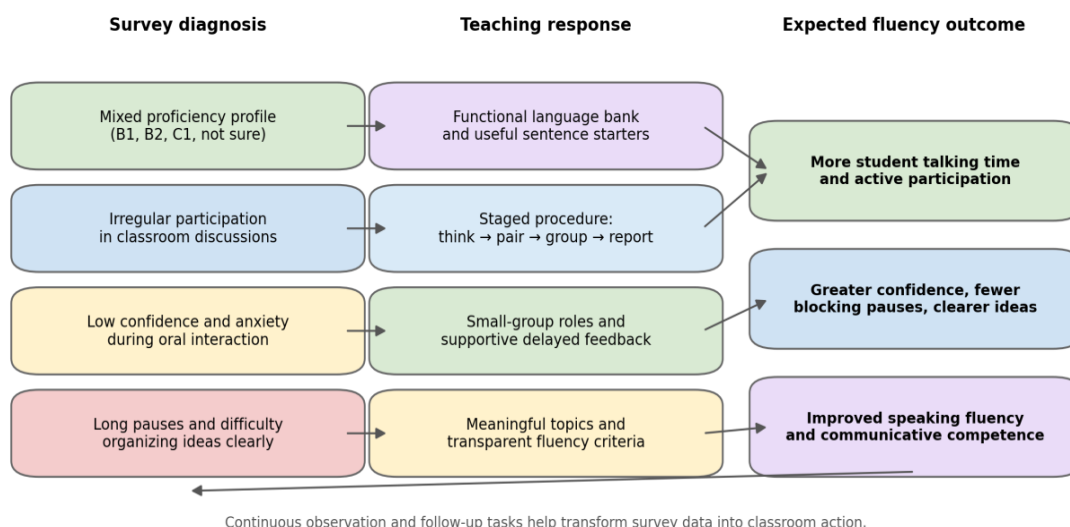 Survey diagnosis
Teaching response
Expected fluency outcome
Mixed proficiency profile
(B1, B2, C1, not sure)
Functional language bank
and useful sentence starters
More student talking time
and active participation
Irregular participation
in classroom discussions
Staged procedure:
think → pair → group → report
Greater confidence, fewer
blocking pauses, clearer ideas
Low confidence and anxiety
during oral interaction
Small-group roles and
supportive delayed feedback
Long pauses and difficulty
organizing ideas clearly
Meaningful topics and
transparent fluency criteria
Improved speaking fluency
and communicative competence
Continuous observation and follow-up tasks help transform survey data into classroom action.